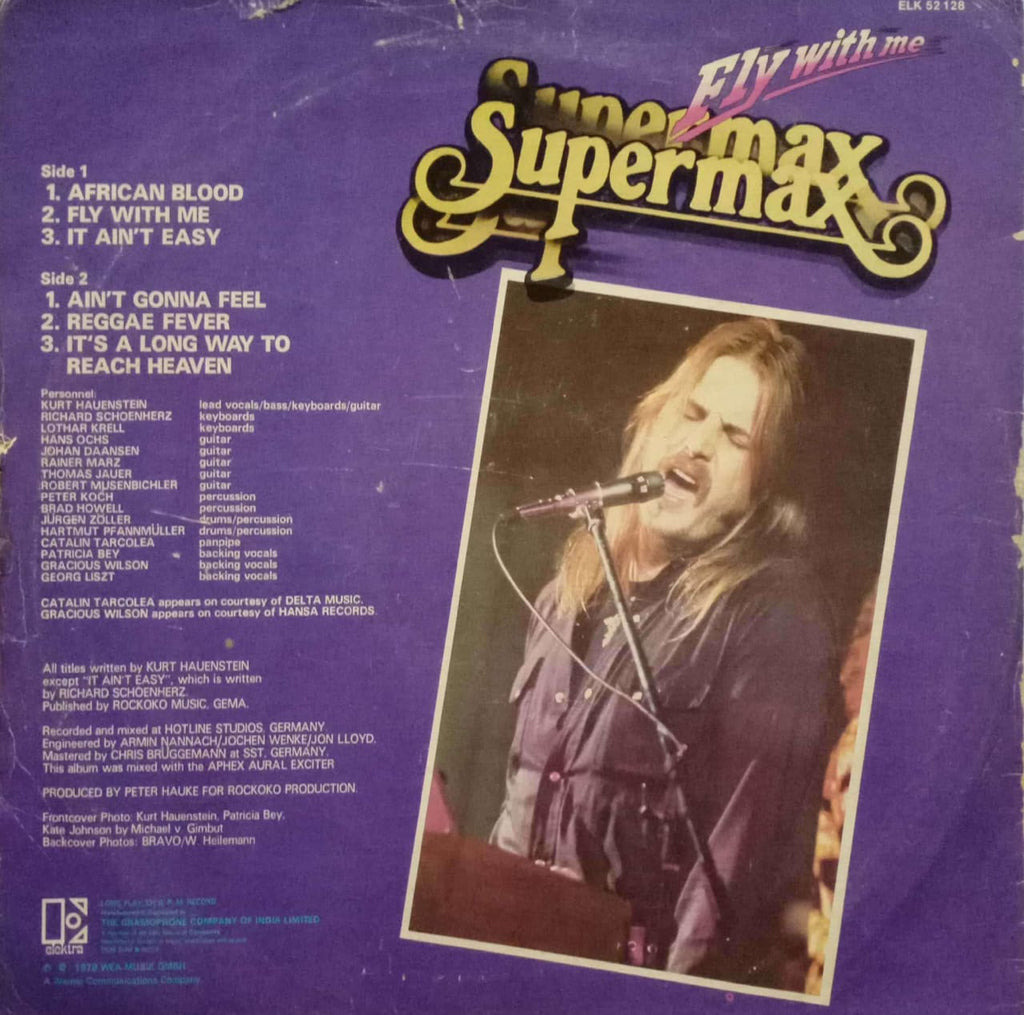 ELK 52 128
Fly with me
Supermax
Supermax
Side 1
1. AFRICAN BLOOD
2. FLY WITH ME
3. IT AIN'T EASY
Side 2
1. AIN'T GONNA FEEL
2. REGGAE FEVER
3. IT'S A LONG WAY TO
REACH HEAVEN
Personnel:
KURT HAUENSTEIN lead vocals/bass/keyboards/guitar
RICHARD SCHOENHERZ keyboards
LOTHAR KRELL keyboards
HANS OCHS guitar
JOHAN DAANSEN guitar
RAINER MARZ guitar
THOMAS JAUER guitar
ROBERT MUSENBICHLER guitar
PETER KOCH percussion
BRAD HOWELL percussion
JÜRGEN ZÖLLER drums/percussion
HARTMUT PFANNMÜLLER drums/percussion
CATALIN TARCOLEA panpipe
PATRICIA BEY backing vocals
GRACIOUS WILSON backing vocals
GEORG LISZT backing vocals
CATALIN TARCOLEA appears on courtesy of DELTA MUSIC.
GRACIOUS WILSON appears on courtesy of HANSA RECORDS.
All titles written by KURT HAUENSTEIN
except "IT AIN'T EASY", which is written
by RICHARD SCHOENHERZ.
Published by ROCKOKO MUSIC. GEMA.
Recorded and mixed at HOTLINE STUDIOS, GERMANY.
Engineered by ARMIN NANNACH/JOCHEN WENKE/JON LLOYD.
Mastered by CHRIS BRÜGGEMANN at SST, GERMANY.
This album was mixed with the APHEX AURAL EXCITER
PRODUCED BY PETER HAUKE FOR ROCKOKO PRODUCTION.
Frontcover Photo: Kurt Hauenstein, Patricia Bey,
Kate Johnson by Michael v. Gimbut
Backcover Photos: BRAVO/W. Heilemann
elektra
LONG PLAY RECORD
THE GRAMOPHONE COMPANY OF INDIA LIMITED
WEA MUSIK GMBH
A Warner Communications Company